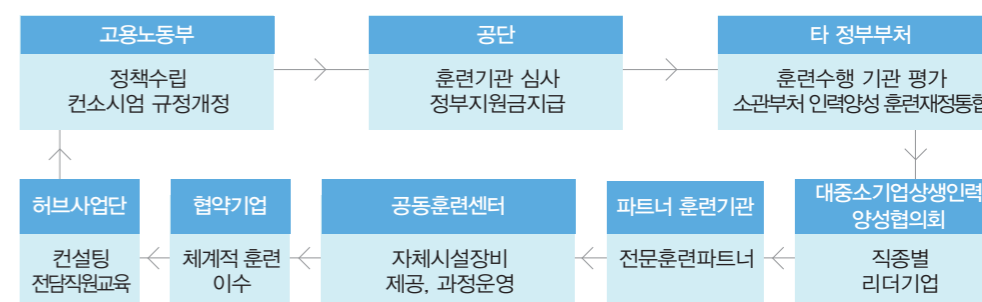 고용노동부
정책수립
컨소시엄 규정개정
공단
훈련기관 심사
정부지원금지급
타 정부부처
훈련수행 기관 평가
소관부처 인력양성 훈련재정통합
허브사업단
컨설팅
전담직원교육
협약기업
체계적 훈련
이수
공동훈련센터
자체시설장비
제공, 과정운영
파트너 훈련기관
전문훈련파트너
대중소기업상생인력
양성협의회
직종별
리더기업